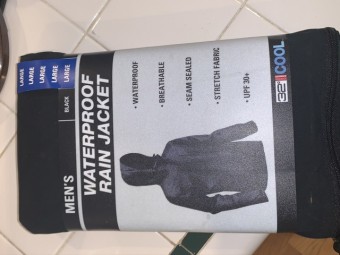 LARGE LARGE LARGE LARGE LARGE
BLACK
MEN'S
WATERPROOF
RAIN JACKET
• WATERPROOF
• BREATHABLE
• SEAM SEALED
• STRETCH FABRIC
• UPF 30+
32 COOL